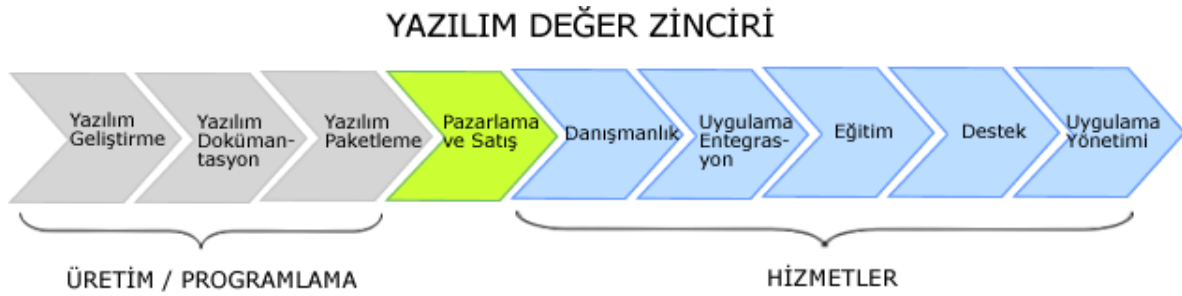 YAZILIM DEĞER ZİNCİRİ
Yazılım
Geliştirme
Yazılım
Doküman-
tasyon
Yazılım
Paketleme
Pazarlama
ve Satış
Danışmanlık
Uygulama
Entegras-
yon
Eğitim
Destek
Uygulama
Yönetimi
ÜRETİM / PROGRAMLAMA
HİZMETLER